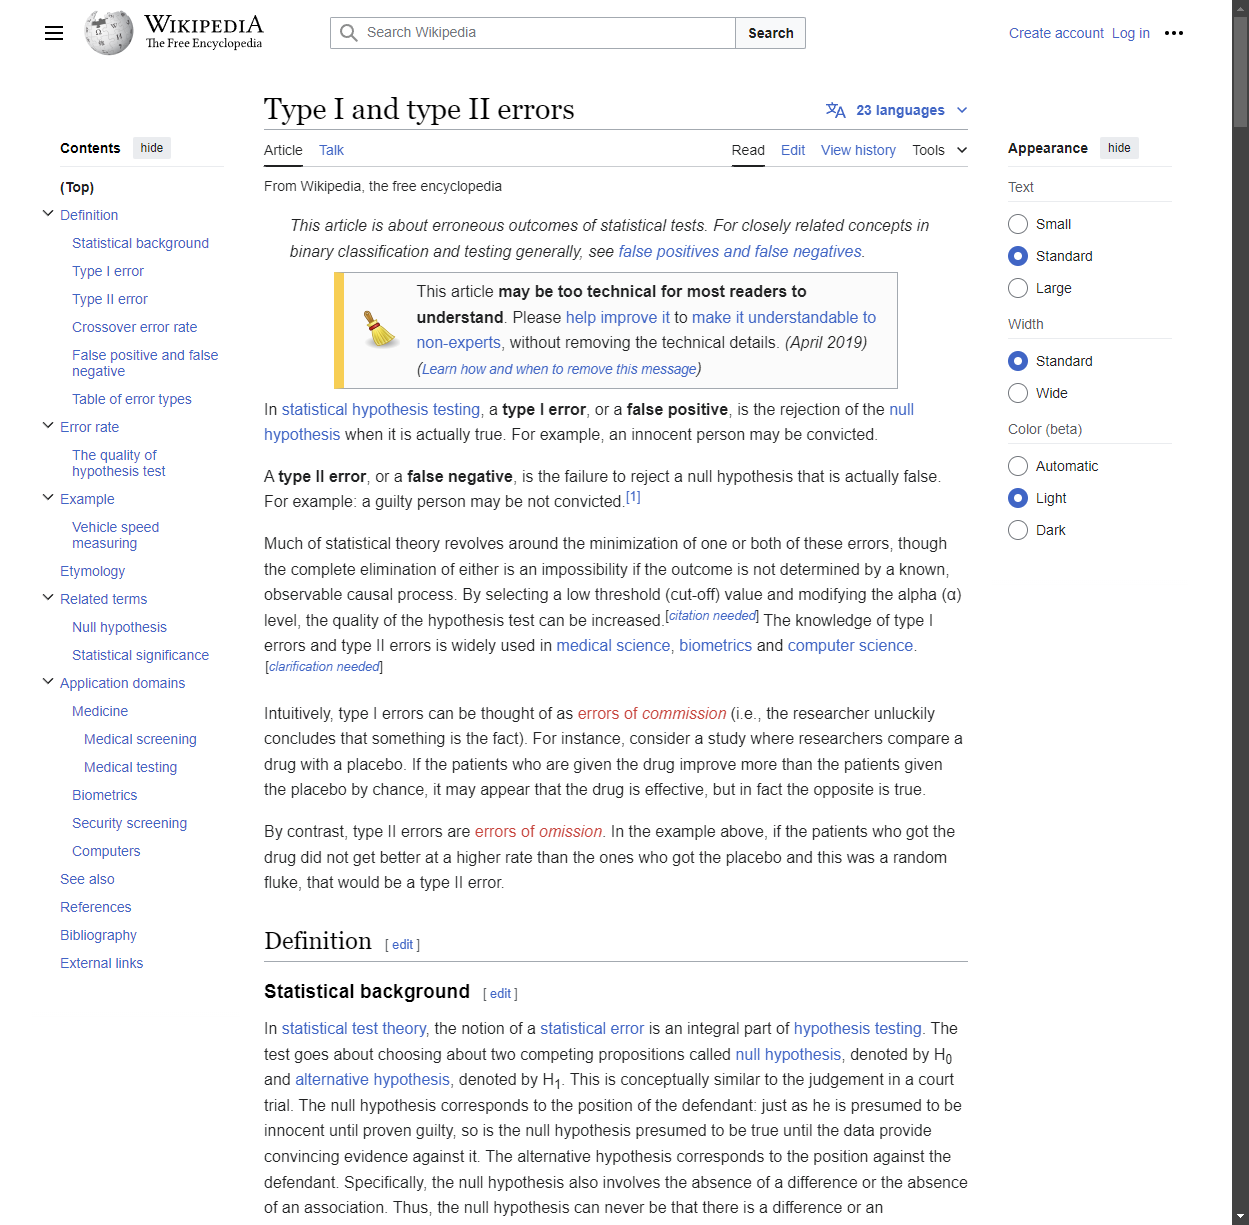 WIKIPEDIA
The Free Encyclopedia
Search Wikipedia
Search
Create account Log in
Contents hide
(Top)
Definition
Statistical background
Type I error
Type II error
Crossover error rate
False positive and false
negative
Table of error types
Error rate
The quality of
hypothesis test
Example
Vehicle speed
measuring
Etymology
Related terms
Null hypothesis
Statistical significance
Application domains
Medicine
Medical screening
Medical testing
Biometrics
Security screening
Computers
See also
References
Bibliography
External links
Type I and type II errors
23 languages
Article Talk
Read Edit View history Tools
From Wikipedia, the free encyclopedia
This article is about erroneous outcomes of statistical tests. For closely related concepts in
binary classification and testing generally, see false positives and false negatives.
This article may be too technical for most readers to
understand. Please help improve it to make it understandable to
non-experts, without removing the technical details. (April 2019)
(Learn how and when to remove this message)
In statistical hypothesis testing, a type I error, or a false positive, is the rejection of the null
hypothesis when it is actually true. For example, an innocent person may be convicted.
A type II error, or a false negative, is the failure to reject a null hypothesis that is actually false.
For example: a guilty person may be not convicted.[1]
Much of statistical theory revolves around the minimization of one or both of these errors, though
the complete elimination of either is an impossibility if the outcome is not determined by a known,
observable causal process. By selecting a low threshold (cut-off) value and modifying the alpha (α)
level, the quality of the hypothesis test can be increased.[citation needed] The knowledge of type I
errors and type II errors is widely used in medical science, biometrics and computer science.
[clarification needed]
Intuitively, type I errors can be thought of as errors of commission (i.e., the researcher unluckily
concludes that something is the fact). For instance, consider a study where researchers compare a
drug with a placebo. If the patients who are given the drug improve more than the patients given
the placebo by chance, it may appear that the drug is effective, but in fact the opposite is true.
By contrast, type II errors are errors of omission. In the example above, if the patients who got the
drug did not get better at a higher rate than the ones who got the placebo and this was a random
fluke, that would be a type II error.
Definition [ edit ]
Statistical background [ edit ]
In statistical test theory, the notion of a statistical error is an integral part of hypothesis testing. The
test goes about choosing about two competing propositions called null hypothesis, denoted by H0
and alternative hypothesis, denoted by H1. This is conceptually similar to the judgement in a court
trial. The null hypothesis corresponds to the position of the defendant: just as he is presumed to be
innocent until proven guilty, so is the null hypothesis presumed to be true until the data provide
convincing evidence against it. The alternative hypothesis corresponds to the position against the
defendant. Specifically, the null hypothesis also involves the absence of a difference or the absence
of an association. Thus, the null hypothesis can never be that there is a difference or an
Appearance hide
Text
Small
Standard
Large
Width
Standard
Wide
Color (beta)
Automatic
Light
Dark